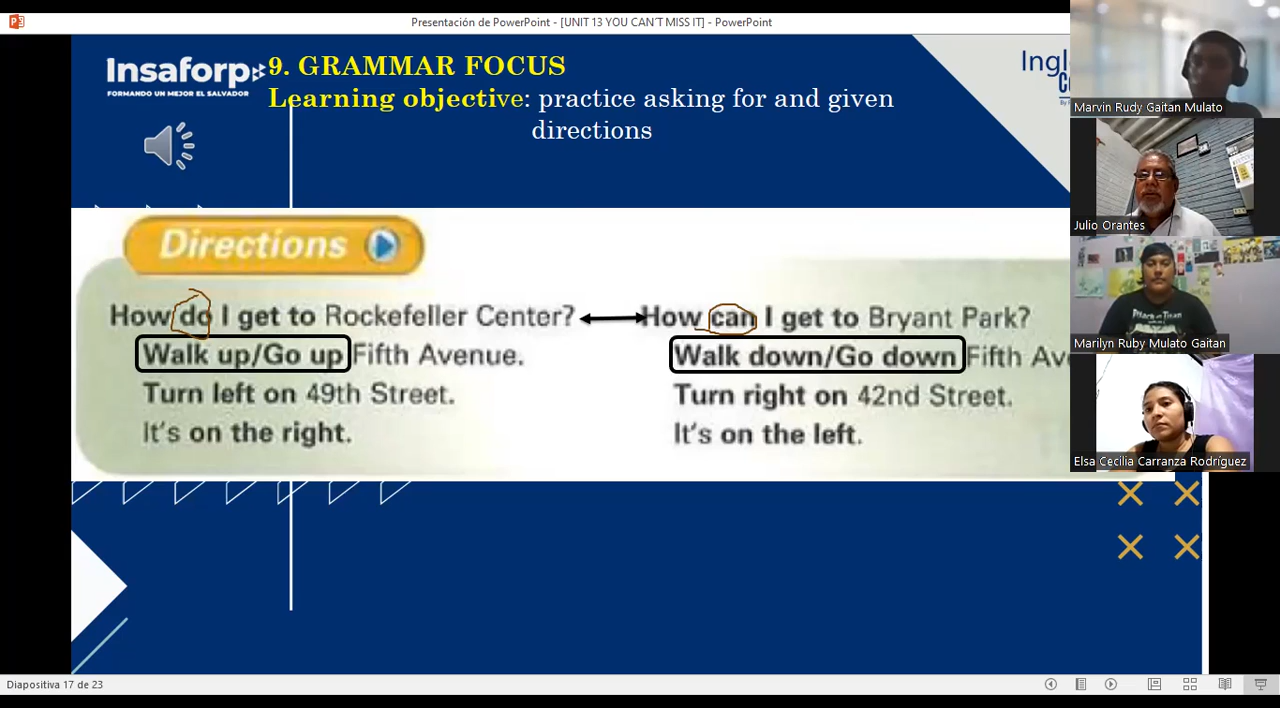 Presentación de PowerPoint - [UNIT 13 YOU CAN´T MISS IT] - PowerPoint
Insaforp
FORMANDO UN MEJOR EL SALVADOR
9. GRAMMAR FOCUS
Learning objective: practice asking for and given
directions
Directions
How do I get to Rockefeller Center?
Walk up/Go up Fifth Avenue.
Turn left on 49th Street.
It's on the right.
How can I get to Bryant Park?
Walk down/Go down Fifth Av
Turn right on 42nd Street.
It's on the left.
Marvin Rudy Gaitan Mulato
Julio Orantes
Marilyn Ruby Mulato Gaitan
Elsa Cecilia Carranza Rodríguez
Diapositiva 17 de 23